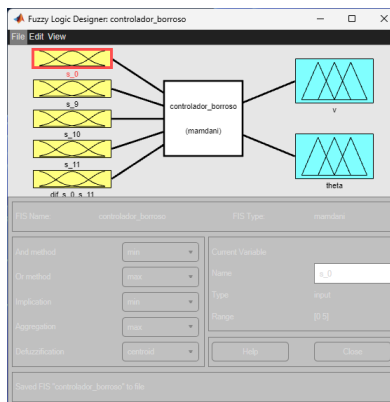 Fuzzy Logic Designer: controlador_borroso
File Edit View
s_0
s_9
s_10
s_11
dif_s_0_s_11
controlador_borroso
(mamdani)
v
theta
FIS Name: controlador_borroso FIS Type: mamdani
And method min
Or method max
Implication min
Aggregation max
Defuzzification centroid
Current Variable
Name s_0
Type input
Range [0 5]
Help Close
Saved FIS "controlador_borroso" to file